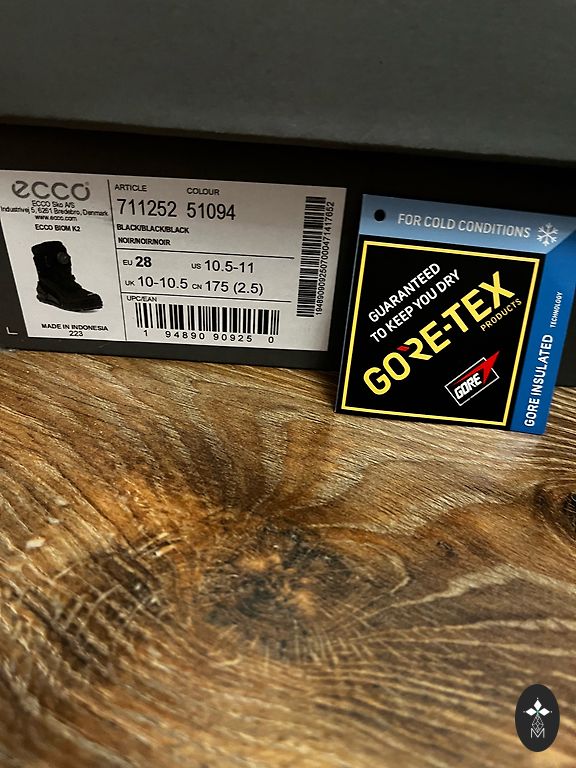 ecco
ECCO Sko A/S
Industrivej 5, 6261 Bredebro, Denmark
www.ecco.com
ECCO BIOM K2
MADE IN INDONESIA
223
ARTICLE COLOUR
711252 51094
BLACK/BLACK/BLACK
NOIR/NOIR/NOIR
EU 28 US 10.5-11
UK 10-10.5 CN 175 (2.5)
UPC/EAN
1 94890 90925 0
FOR COLD CONDITIONS
GUARANTEED
TO KEEP YOU DRY
GORE-TEX
PRODUCTS
GORE
GORE INSULATED TECHNOLOGY